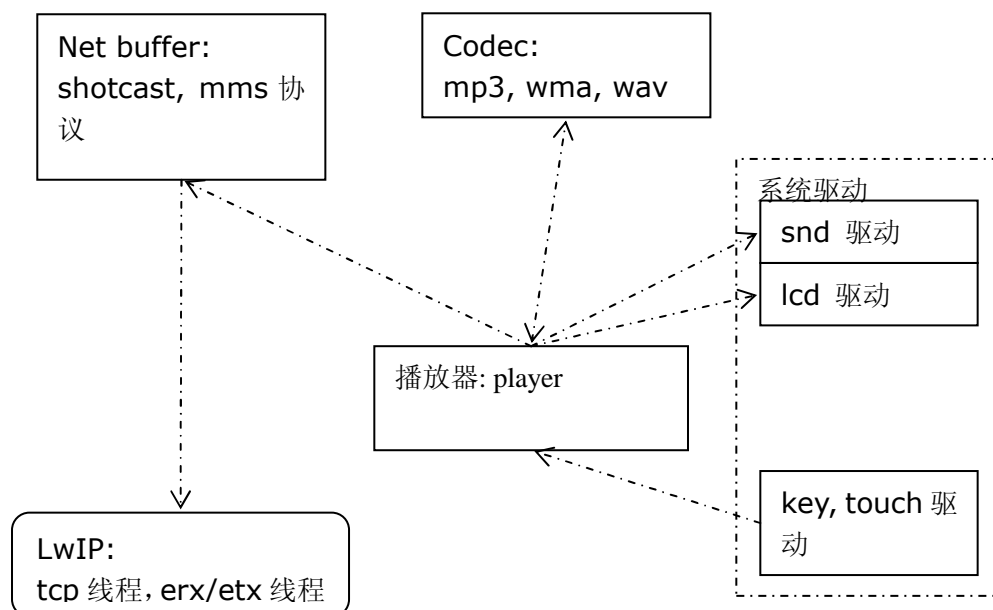 Net buffer:
shotcast, mms 协
议
Codec:
mp3, wma, wav
系统驱动
snd 驱动
lcd 驱动
播放器: player
key, touch 驱
动
LwIP:
tcp 线程，erx/etx 线程